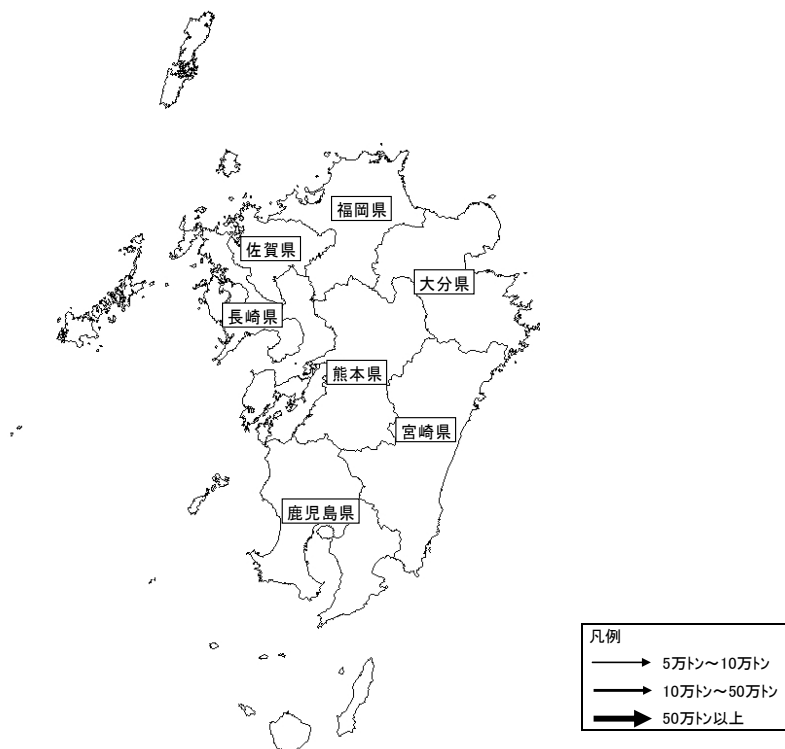 福岡県
佐賀県
大分県
長崎県
熊本県
宮崎県
鹿児島県
凡例
5万トン～10万トン
10万トン～50万トン
50万トン以上